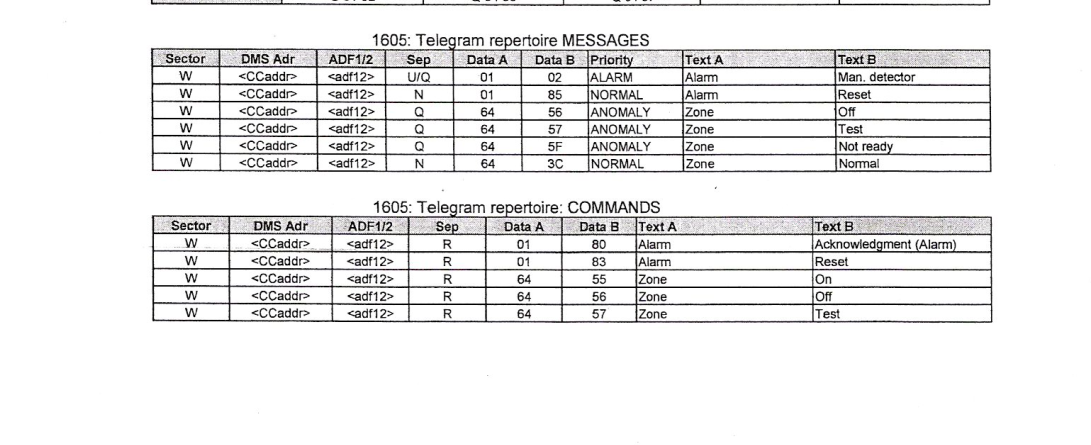 1605: Telegram repertoire MESSAGES
Sector DMS Adr ADF1/2 Sep Data A Data B Priority Text A Text B
W <CCaddr> <adf12> U/Q 01 02 ALARM Alarm Man. detector
W <CCaddr> <adf12> N 01 85 NORMAL Alarm Reset
W <CCaddr> <adf12> Q 64 56 ANOMALY Zone Off
W <CCaddr> <adf12> Q 64 57 ANOMALY Zone Test
W <CCaddr> <adf12> Q 64 5F ANOMALY Zone Not ready
W <CCaddr> <adf12> N 64 3C NORMAL Zone Normal
1605: Telegram repertoire: COMMANDS
Sector DMS Adr ADF1/2 Sep Data A Data B Text A Text B
W <CCaddr> <adf12> R 01 80 Alarm Acknowledgment (Alarm)
W <CCaddr> <adf12> R 01 83 Alarm Reset
W <CCaddr> <adf12> R 64 55 Zone On
W <CCaddr> <adf12> R 64 56 Zone Off
W <CCaddr> <adf12> R 64 57 Zone Test